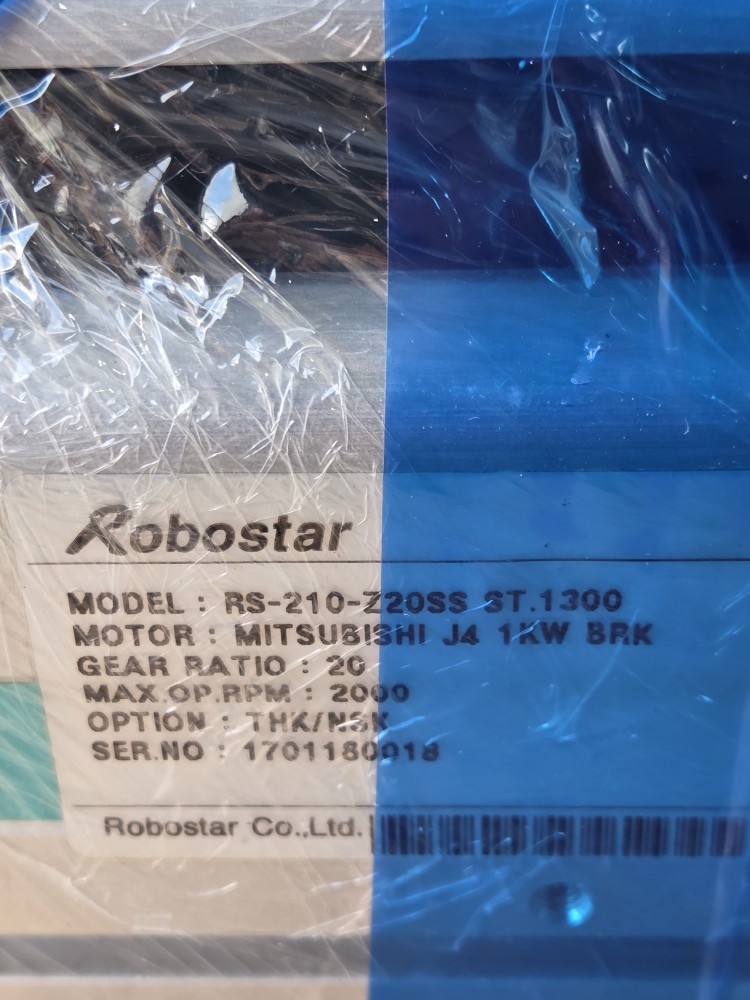 Robostar
MODEL : RS-210-Z20SS ST.1300
MOTOR : MITSUBISHI J4 1KW BRK
GEAR RATIO : 20
MAX.OP.RPM : 2000
OPTION : THK/NSK
SER.NO : 1701180018
Robostar Co.,Ltd.